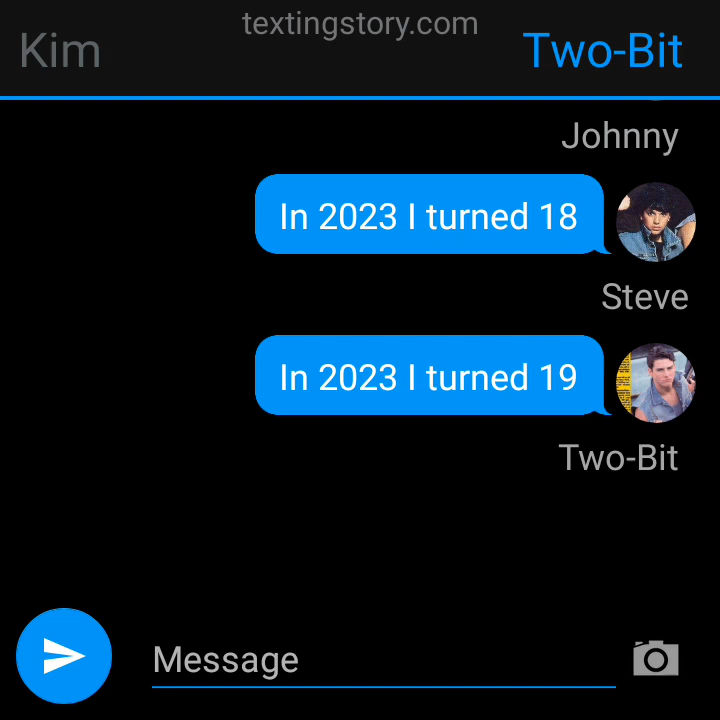 textingstory.com
Kim
Two-Bit
Johnny
In 2023 I turned 18
Steve
In 2023 I turned 19
Two-Bit
Message